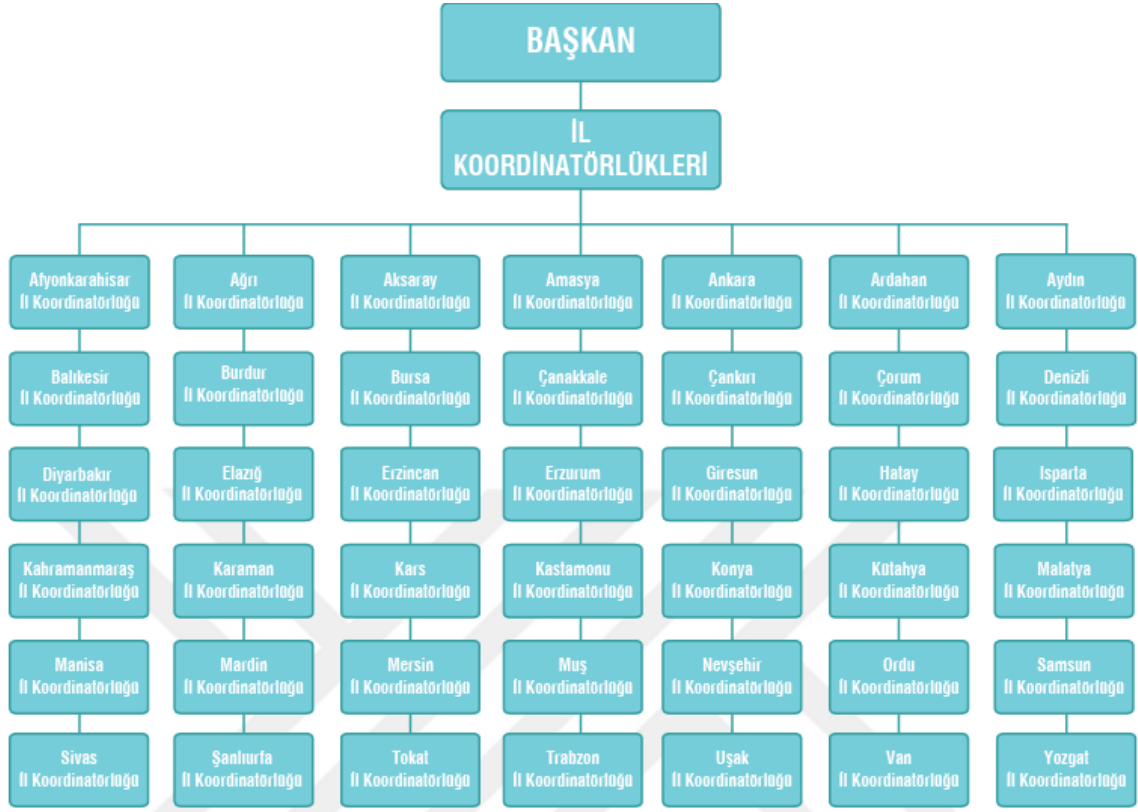 BAŞKAN
İL
KOORDİNATÖRLÜKLERİ
Afyonkarahisar
İl Koordinatörlüğü
Ağrı
İl Koordinatörlüğü
Aksaray
İl Koordinatörlüğü
Amasya
İl Koordinatörlüğü
Ankara
İl Koordinatörlüğü
Ardahan
İl Koordinatörlüğü
Aydın
İl Koordinatörlüğü
Balıkesir
İl Koordinatörlüğü
Burdur
İl Koordinatörlüğü
Bursa
İl Koordinatörlüğü
Çanakkale
İl Koordinatörlüğü
Çankırı
İl Koordinatörlüğü
Çorum
İl Koordinatörlüğü
Denizli
İl Koordinatörlüğü
Diyarbakır
İl Koordinatörlüğü
Elazığ
İl Koordinatörlüğü
Erzincan
İl Koordinatörlüğü
Erzurum
İl Koordinatörlüğü
Giresun
İl Koordinatörlüğü
Hatay
İl Koordinatörlüğü
Isparta
İl Koordinatörlüğü
Kahramanmaraş
İl Koordinatörlüğü
Karaman
İl Koordinatörlüğü
Kars
İl Koordinatörlüğü
Kastamonu
İl Koordinatörlüğü
Konya
İl Koordinatörlüğü
Kütahya
İl Koordinatörlüğü
Malatya
İl Koordinatörlüğü
Manisa
İl Koordinatörlüğü
Mardin
İl Koordinatörlüğü
Mersin
İl Koordinatörlüğü
Muş
İl Koordinatörlüğü
Nevşehir
İl Koordinatörlüğü
Ordu
İl Koordinatörlüğü
Samsun
İl Koordinatörlüğü
Sivas
İl Koordinatörlüğü
Şanlıurfa
İl Koordinatörlüğü
Tokat
İl Koordinatörlüğü
Trabzon
İl Koordinatörlüğü
Uşak
İl Koordinatörlüğü
Van
İl Koordinatörlüğü
Yozgat
İl Koordinatörlüğü